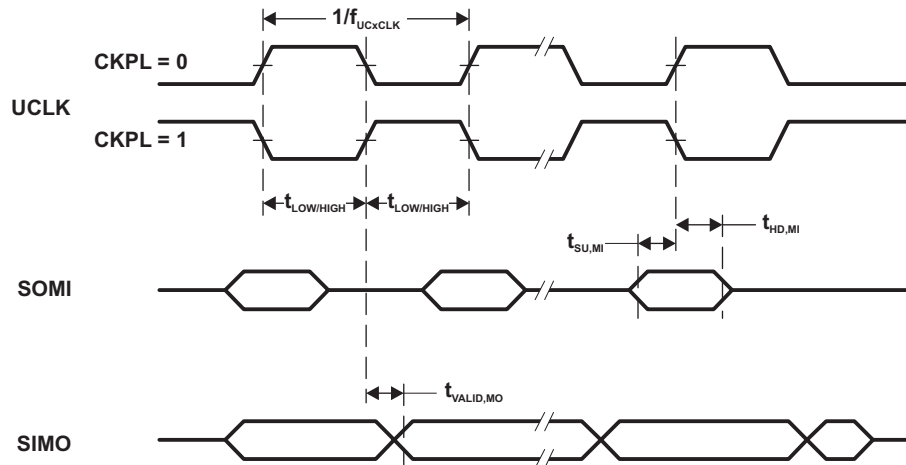 1/fUCxCLK
CKPL = 0
UCLK
CKPL = 1
tLOW/HIGH tLOW/HIGH
tSU,MI
tHD,MI
SOMI
tVALID,MO
SIMO